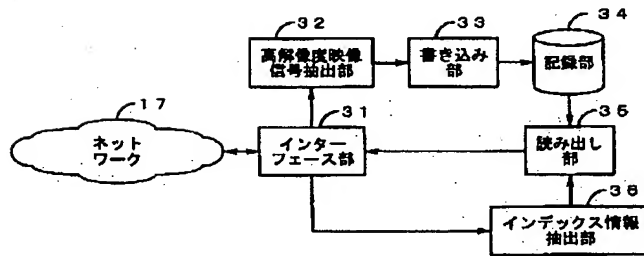 32
33
34
高解像度映像
信号抽出部
書き込み
部
記録部
17
31
35
ネット
ワーク
インター
フェース部
読み出し
部
36
インデックス情報
抽出部